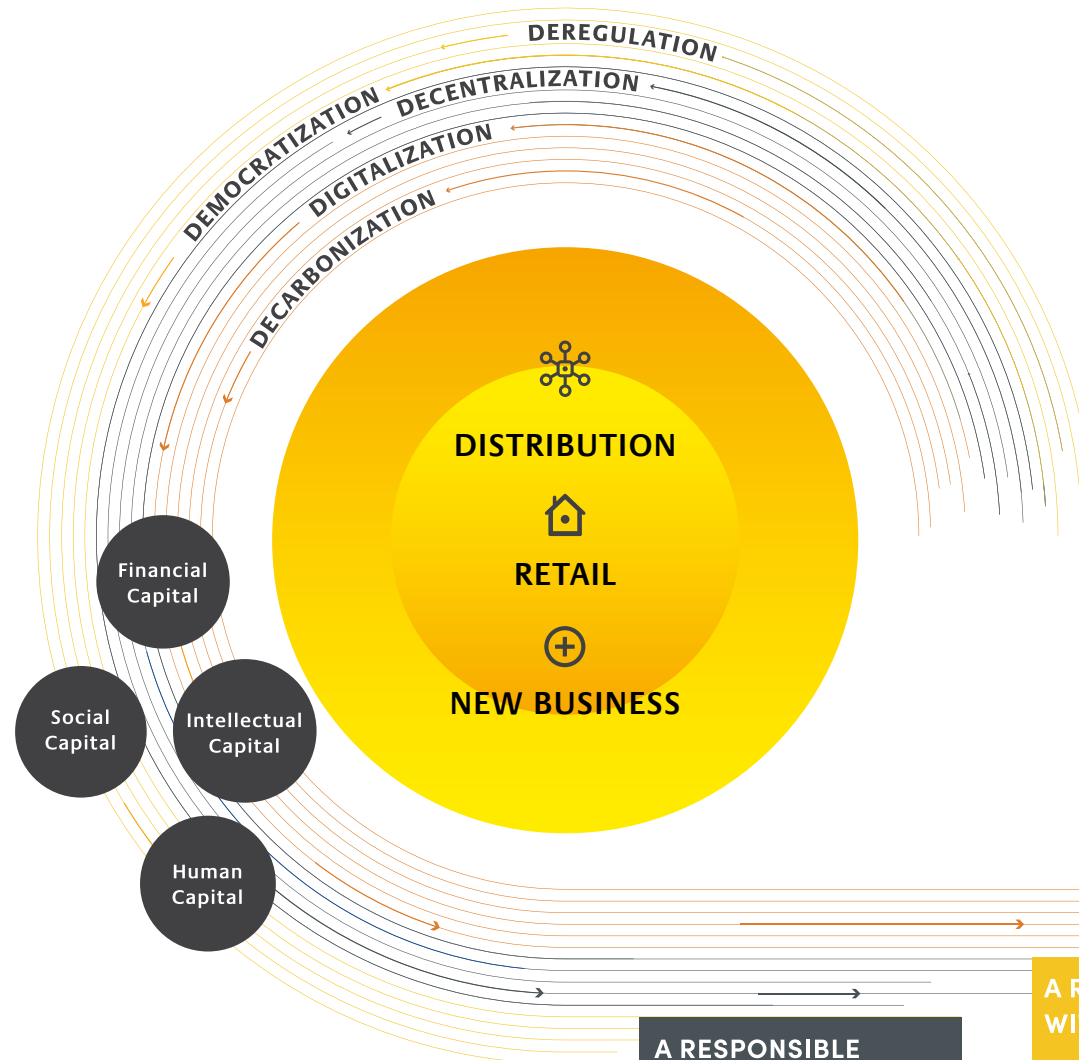 DEREGULATION
DECENTRALIZATION
DEMOCRATIZATION
DIGITALIZATION
DECARBONIZATION
DISTRIBUTION
RETAIL
NEW BUSINESS
Financial
Capital
Social
Capital
Intellectual
Capital
Human
Capital
A RESPONSIBLE
A